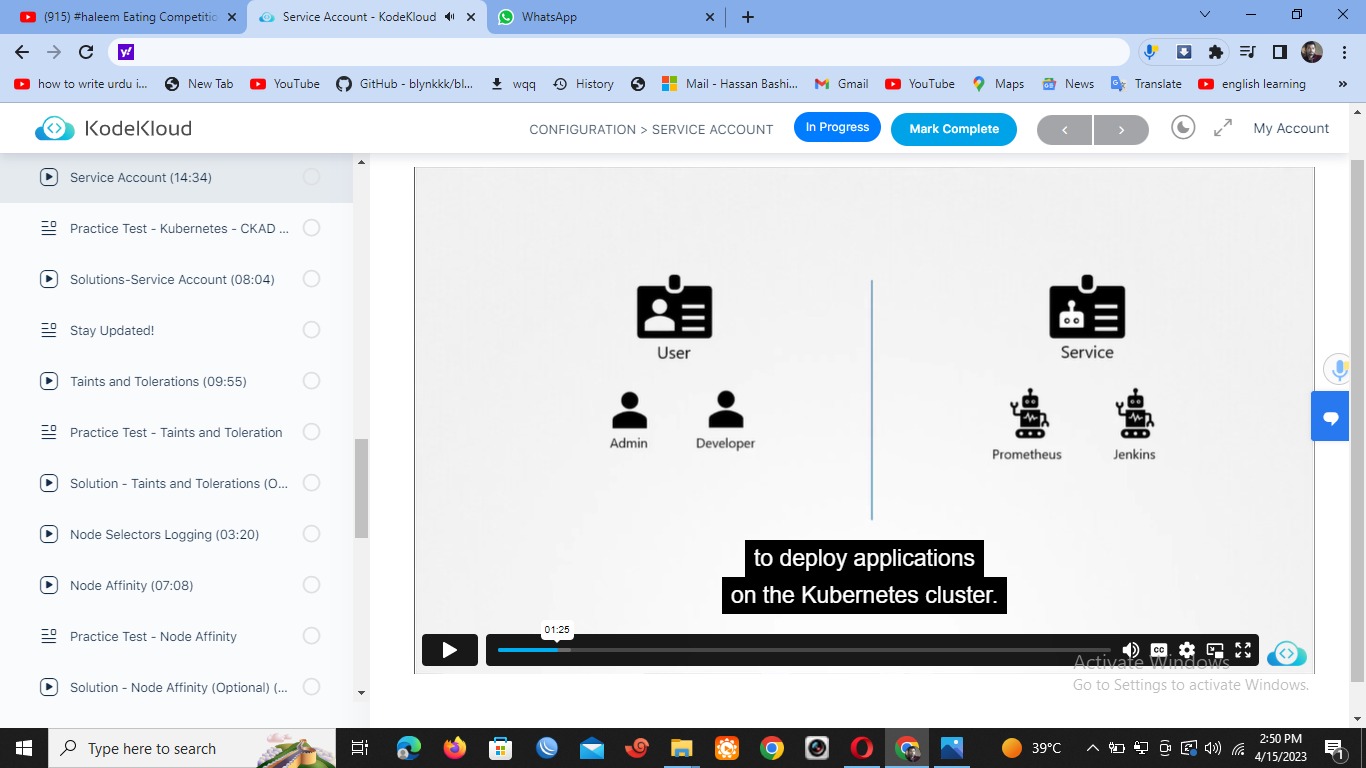 (915) #haleem Eating Competitio
Service Account - KodeKloud
WhatsApp
how to write urdu i...
New Tab
YouTube
GitHub - blynkkk/bl...
wqq
History
Mail - Hassan Bashi...
Gmail
YouTube
Maps
News
Translate
english learning
»
KodeKloud
CONFIGURATION > SERVICE ACCOUNT
In Progress
Mark Complete
My Account
Service Account (14:34)
Practice Test - Kubernetes - CKAD ...
Solutions-Service Account (08:04)
Stay Updated!
Taints and Tolerations (09:55)
Practice Test - Taints and Toleration
Solution - Taints and Tolerations (O...
Node Selectors Logging (03:20)
Node Affinity (07:08)
Practice Test - Node Affinity
Solution - Node Affinity (Optional) (...
User
Service
Admin
Developer
Prometheus
Jenkins
to deploy applications
on the Kubernetes cluster.
01:25
CC
Activate Windows
Go to Settings to activate Windows.
Type here to search
39°C
2:50 PM
4/15/2023
1